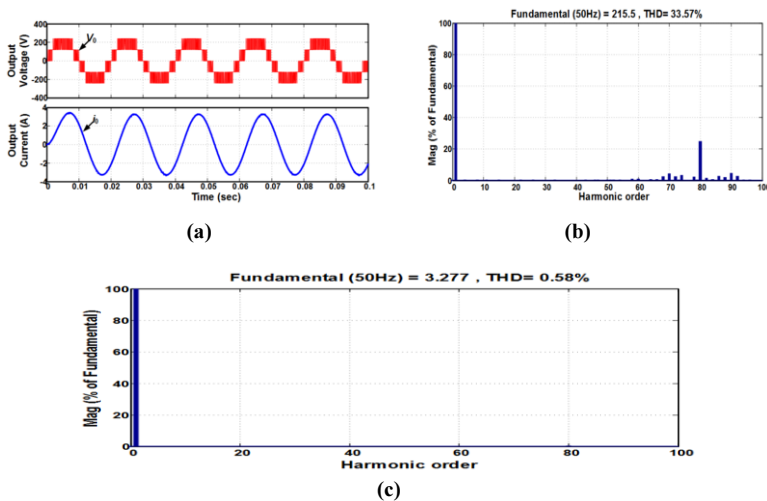 Output
Voltage (V)
400
200
0
-200
-400
V0
Output
Current (A)
4
2
0
-2
-4
i0
0 0.01 0.02 0.03 0.04 0.05 0.06 0.07 0.08 0.09 0.1
Time (sec)
(a)
Fundamental (50Hz) = 215.5 , THD= 33.57%
Mag (% of Fundamental)
100
80
60
40
20
0
0 10 20 30 40 50 60 70 80 90 100
Harmonic order
(b)
Fundamental (50Hz) = 3.277 , THD= 0.58%
Mag (% of Fundamental)
100
80
60
40
20
0
0 20 40 60 80 100
Harmonic order
(c)